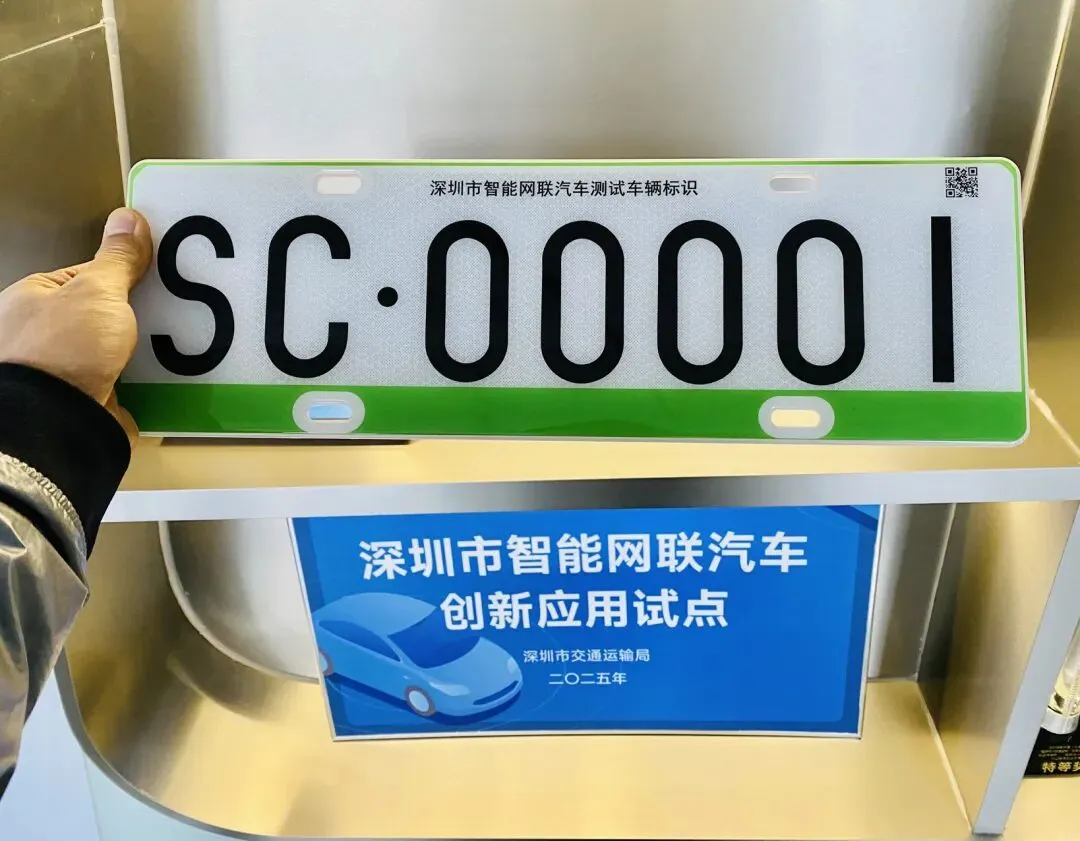 深圳市智能网联汽车测试车辆标识
SC·00001
深圳市智能网联汽车
创新应用试点
深圳市交通运输局
二〇二五年